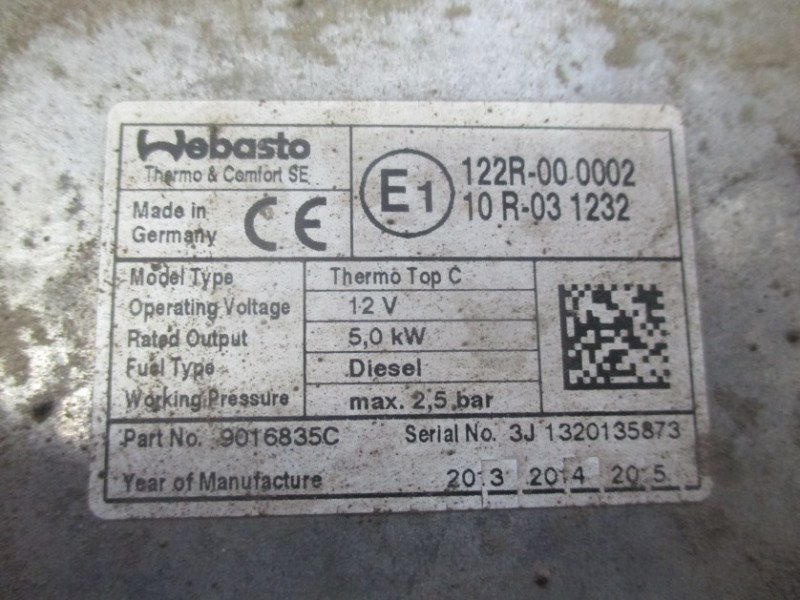 Webasto
Thermo & Comfort SE
Made in
Germany
CE
E1
122R-00 0002
10 R-03 1232
Model Type Thermo Top C
Operating Voltage 12 V
Rated Output 5,0 kW
Fuel Type Diesel
Working Pressure max. 2,5 bar
Part No. 9016835C Serial No. 3J 1320135873
Year of Manufacture 2013 2014 2015